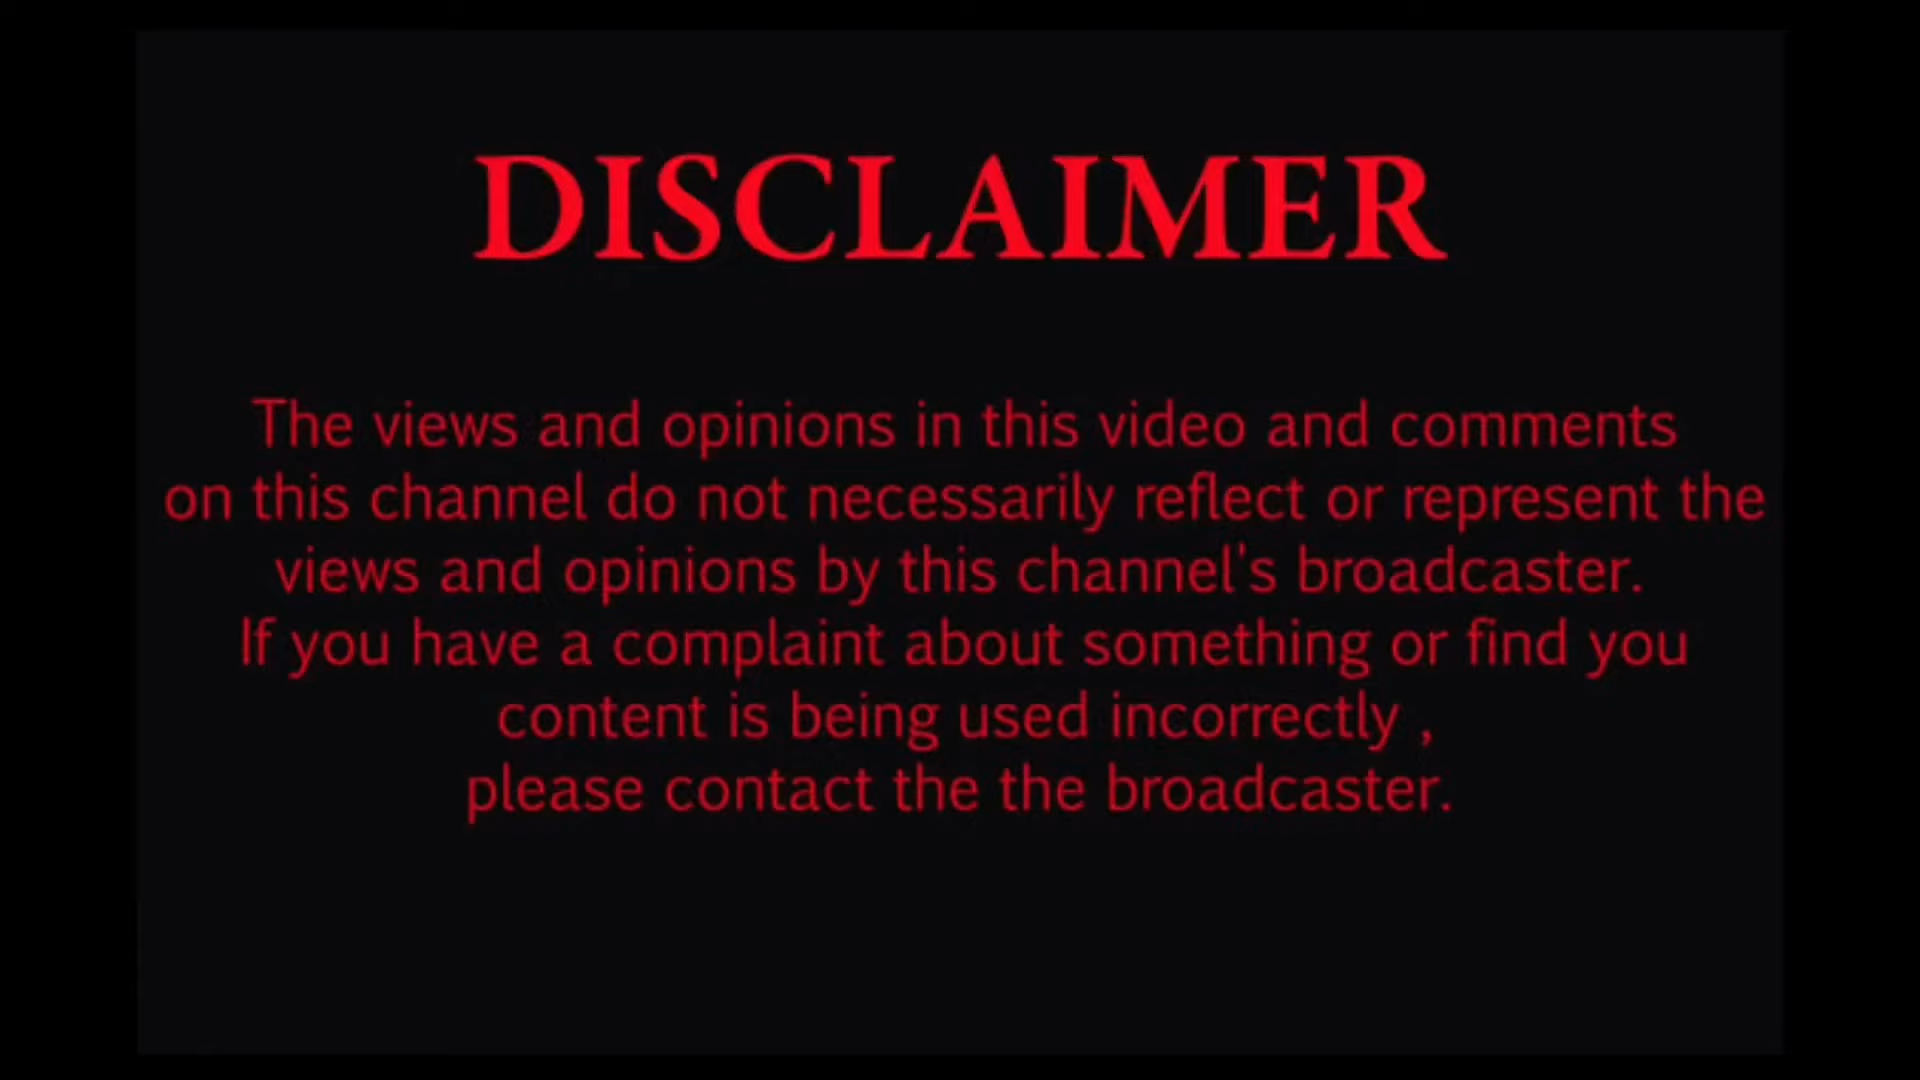 DISCLAIMER
The views and opinions in this video and comments
on this channel do not necessarily reflect or represent the
views and opinions by this channel's broadcaster.
If you have a complaint about something or find you
content is being used incorrectly ,
please contact the the broadcaster.